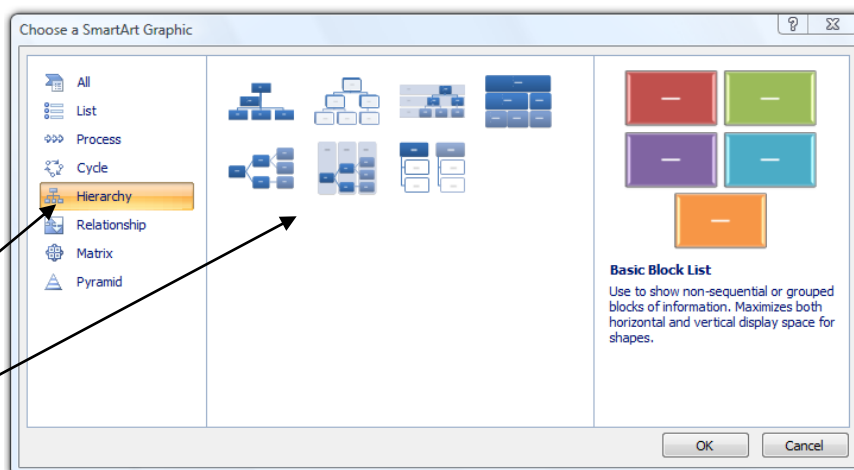 Choose a SmartArt Graphic
All
List
Process
Cycle
Hierarchy
Relationship
Matrix
Pyramid
Basic Block List
Use to show non-sequential or grouped
blocks of information. Maximizes both
horizontal and vertical display space for
shapes.
OK
Cancel